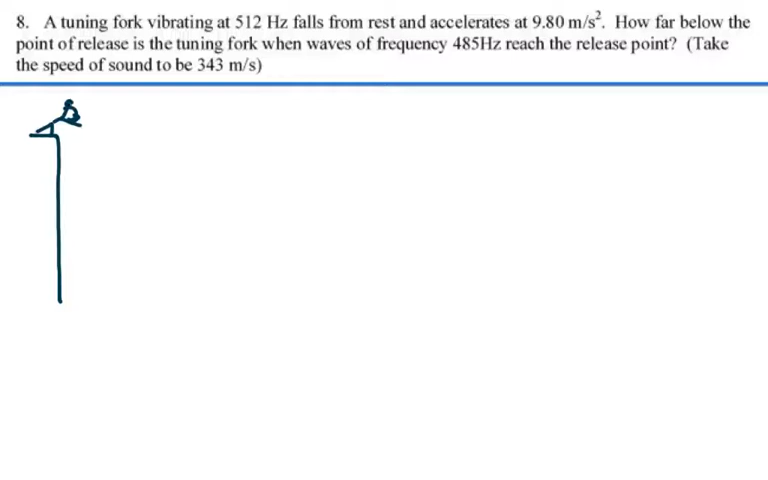 8. A tuning fork vibrating at 512 Hz falls from rest and accelerates at 9.80 m/s². How far below the
point of release is the tuning fork when waves of frequency 485Hz reach the release point? (Take
the speed of sound to be 343 m/s)